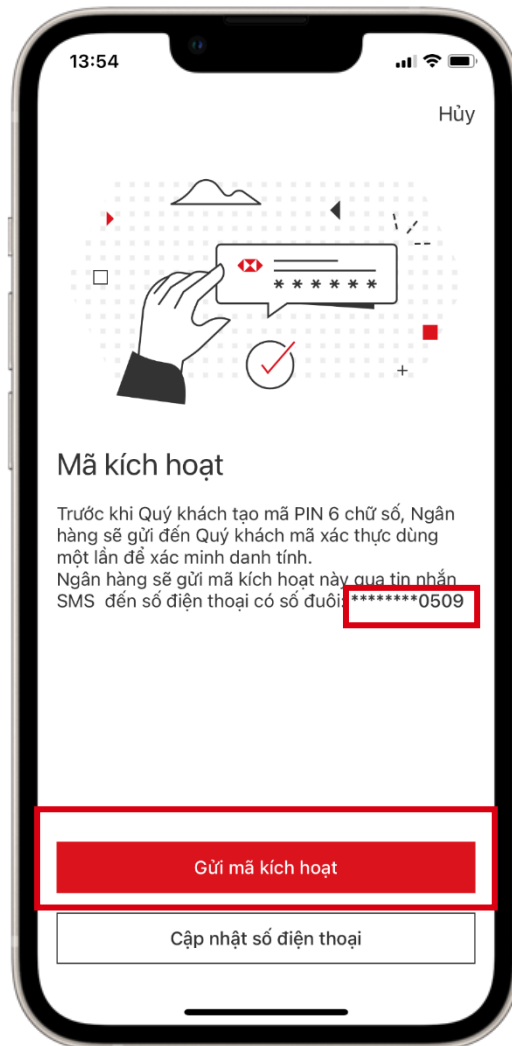 13:54
Hủy
* * * * * *
Mã kích hoạt
Trước khi Quý khách tạo mã PIN 6 chữ số, Ngân
hàng sẽ gửi đến Quý khách mã xác thực dùng
một lần để xác minh danh tính.
Ngân hàng sẽ gửi mã kích hoạt này qua tin nhắn
SMS đến số điện thoại có số đuôi: ********0509
Gửi mã kích hoạt
Cập nhật số điện thoại